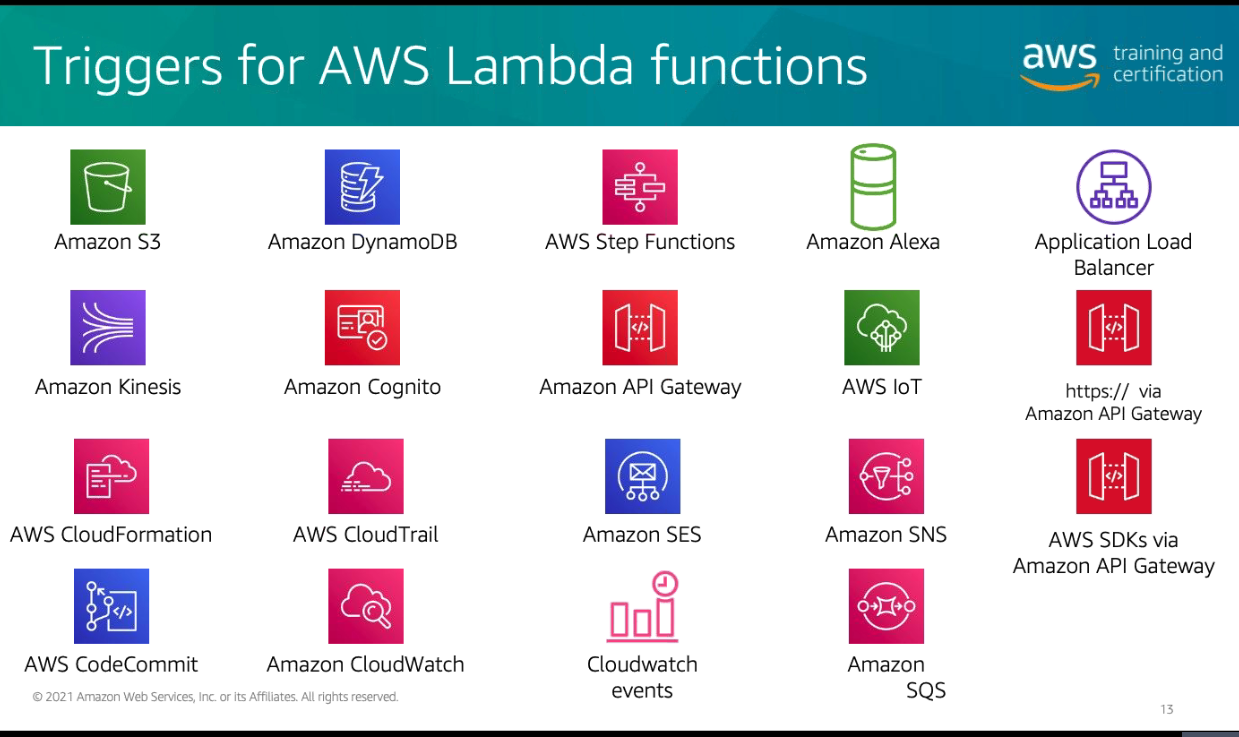 Triggers for AWS Lambda functions
aws training and
certification
Amazon S3
Amazon DynamoDB
AWS Step Functions
Amazon Alexa
Application Load
Balancer
Amazon Kinesis
Amazon Cognito
</>
Amazon API Gateway
AWS IoT
</>
https:// via
Amazon API Gateway
AWS CloudFormation
AWS CloudTrail
Amazon SES
Amazon SNS
</>
AWS SDKs via
Amazon API Gateway
</>
AWS CodeCommit
Amazon CloudWatch
Cloudwatch
events
Amazon
SQS
© 2021 Amazon Web Services, Inc. or its Affiliates. All rights reserved.
13